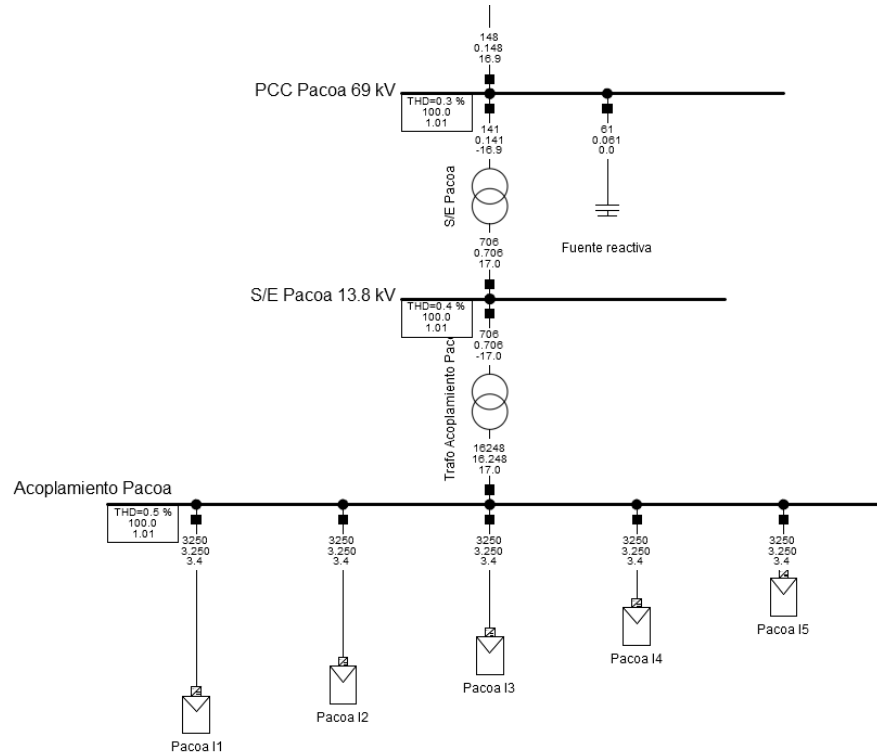 148
0.148
16.9
PCC Pacoa 69 kV
THD=0.3 %
100.0
1.01
141
0.141
-16.9
61
0.061
0.0
S/E Pacoa
Fuente reactiva
706
0.706
17.0
S/E Pacoa 13.8 kV
THD=0.4 %
100.0
1.01
706
0.706
-17.0
Trafo Acoplamiento Paco
16248
16.248
17.0
Acoplamiento Pacoa
THD=0.5 %
100.0
1.01
3250
3.250
3.4
3250
3.250
3.4
3250
3.250
3.4
3250
3.250
3.4
3250
3.250
3.4
Pacoa I5
Pacoa I4
Pacoa I3
Pacoa I2
Pacoa I1